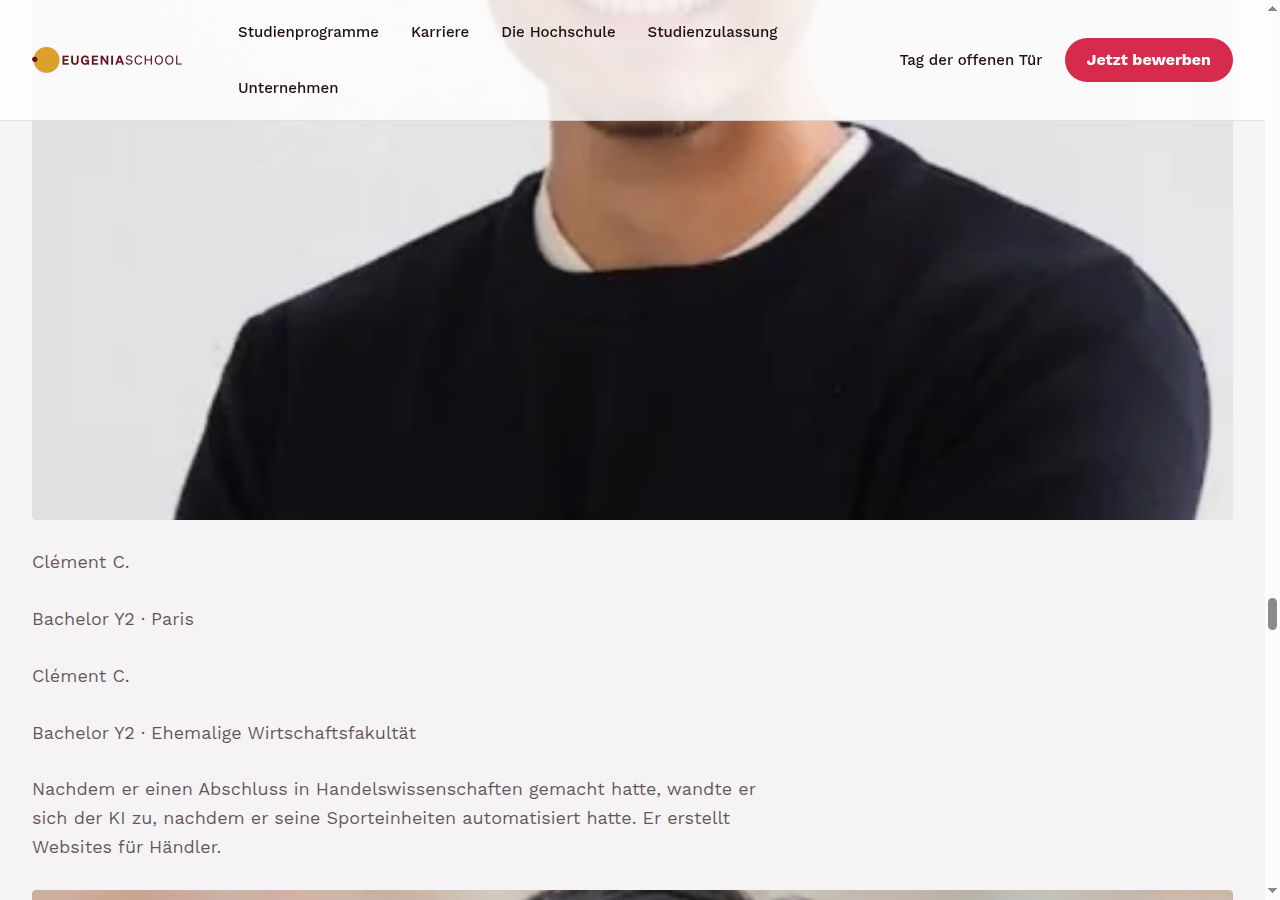 Studienprogramme Karriere Die Hochschule Studienzulassung
EUGENIASCHOOL
Tag der offenen Tür Jetzt bewerben
Unternehmen
Clément C.
Bachelor Y2 · Paris
Clément C.
Bachelor Y2 · Ehemalige Wirtschaftsfakultät
Nachdem er einen Abschluss in Handelswissenschaften gemacht hatte, wandte er
sich der KI zu, nachdem er seine Sporteinheiten automatisiert hatte. Er erstellt
Websites für Händler.